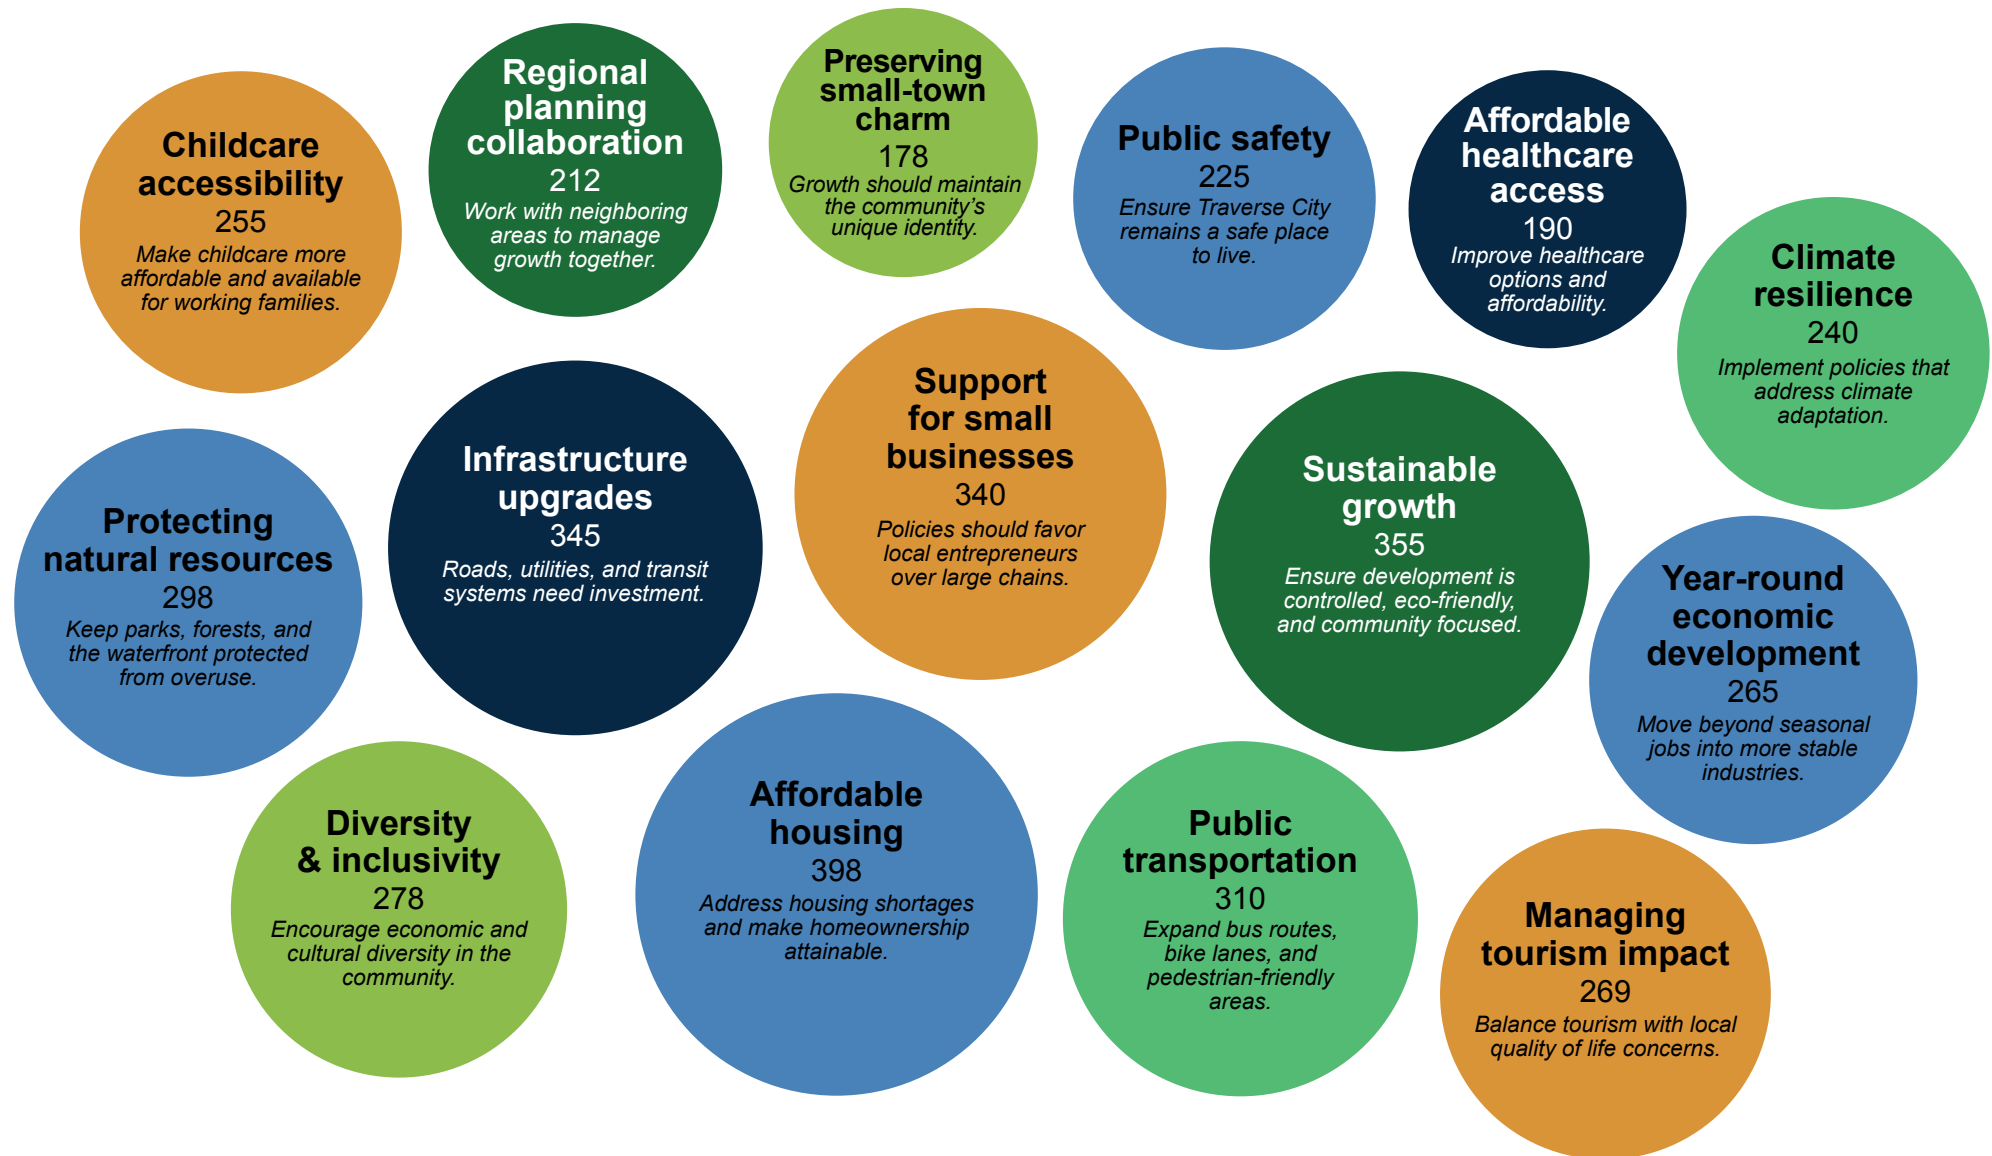 Childcare
accessibility
255
Make childcare more
affordable and available
for working families.
Regional
planning
collaboration
212
Work with neighboring
areas to manage
growth together.
Preserving
small-town
charm
178
Growth should maintain
the community’s
unique identity.
Public safety
225
Ensure Traverse City
remains a safe place
to live.
Affordable
healthcare
access
190
Improve healthcare
options and
affordability.
Climate
resilience
240
Implement policies that
address climate
adaptation.
Protecting
natural resources
298
Keep parks, forests, and
the waterfront protected
from overuse.
Infrastructure
upgrades
345
Roads, utilities, and transit
systems need investment.
Support
for small
businesses
340
Policies should favor
local entrepreneurs
over large chains.
Sustainable
growth
355
Ensure development is
controlled, eco-friendly,
and community focused.
Year-round
economic
development
265
Move beyond seasonal
jobs into more stable
industries.
Diversity
& inclusivity
278
Encourage economic and
cultural diversity in the
community.
Affordable
housing
398
Address housing shortages
and make homeownership
attainable.
Public
transportation
310
Expand bus routes,
bike lanes, and
pedestrian-friendly
areas.
Managing
tourism impact
269
Balance tourism with local
quality of life concerns.